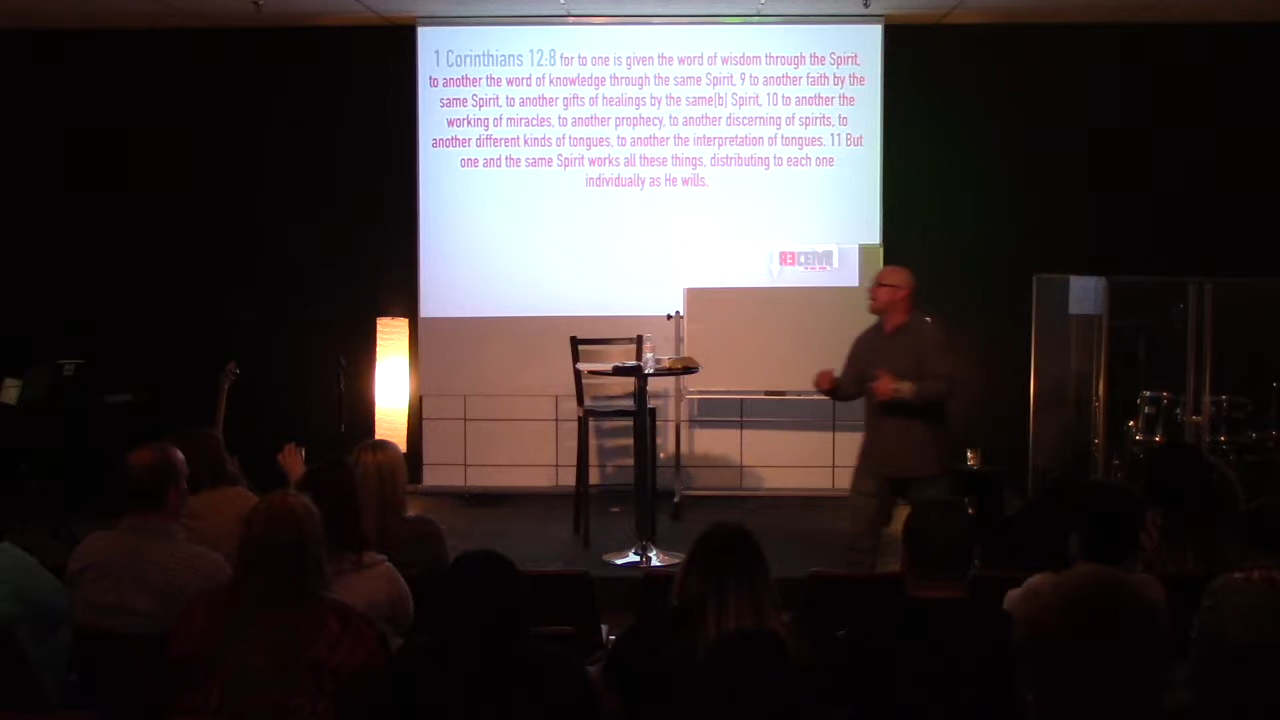 1 Corinthians 12:8 for to one is given the word of wisdom through the Spirit,
to another the word of knowledge through the same Spirit, 9 to another faith by the
same Spirit, to another gifts of healings by the same[b] Spirit, 10 to another the
working of miracles, to another prophecy, to another discerning of spirits, to
another different kinds of tongues, to another the interpretation of tongues. 11 But
one and the same Spirit works all these things, distributing to each one
individually as He wills.
RECEIVE